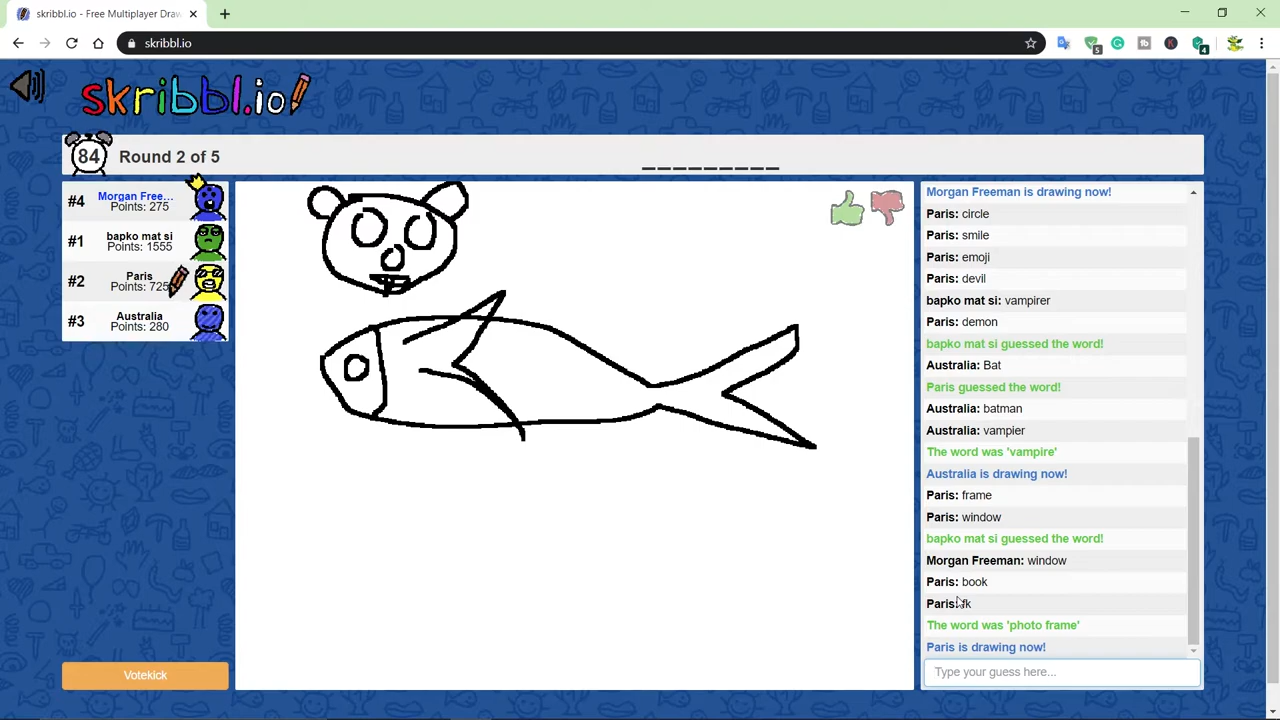 skribbl.io - Free Multiplayer Draw
skribbl.io
skribbl.io
84
Round 2 of 5
_________
#4
Morgan Free...
Points: 275
#1
bapko mat si
Points: 1555
#2
Paris
Points: 725
#3
Australia
Points: 280
Votekick
Morgan Freeman is drawing now!
Paris: circle
Paris: smile
Paris: emoji
Paris: devil
bapko mat si: vampirer
Paris: demon
bapko mat si guessed the word!
Australia: Bat
Paris guessed the word!
Australia: batman
Australia: vampier
The word was 'vampire'
Australia is drawing now!
Paris: frame
Paris: window
bapko mat si guessed the word!
Morgan Freeman: window
Paris: book
Paris:
The word was 'photo frame'
Paris is drawing now!
Type your guess here...
5
4